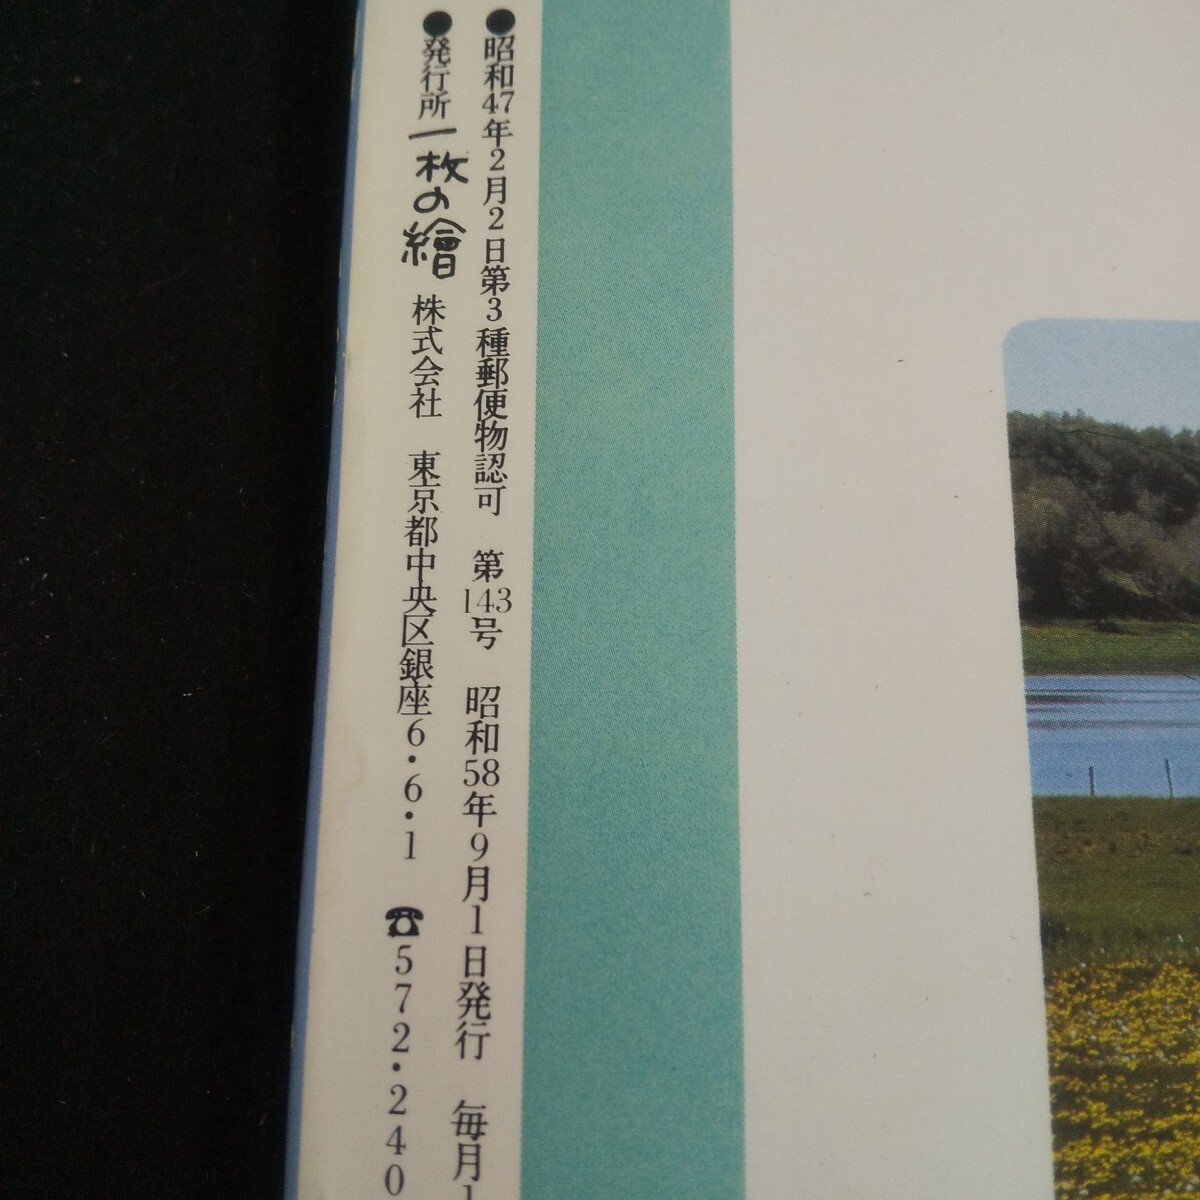 ●昭和47年2月2日第3種郵便物認可　第143号　昭和58年9月1日発行　毎月1
●発行所 一枚の繪 株式会社　東京都中央区銀座6・6・1　☎572・240